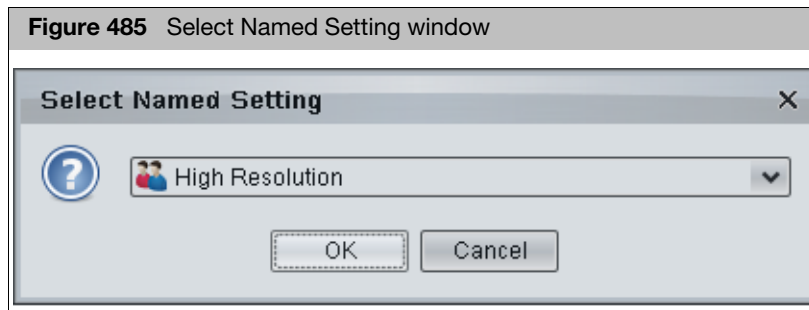 Figure 485 Select Named Setting window
Select Named Setting
? High Resolution
OK Cancel